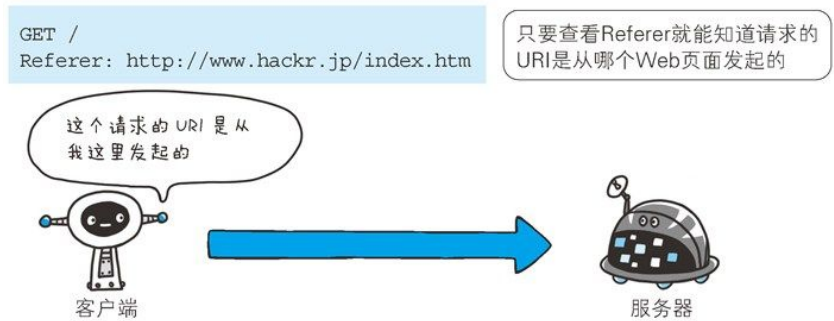 GET /
Referer: http://www.hackr.jp/index.htm
只要查看Referer就能知道请求的
URI是从哪个Web页面发起的
这个请求的 URI 是从
我这里发起的
客户端
服务器